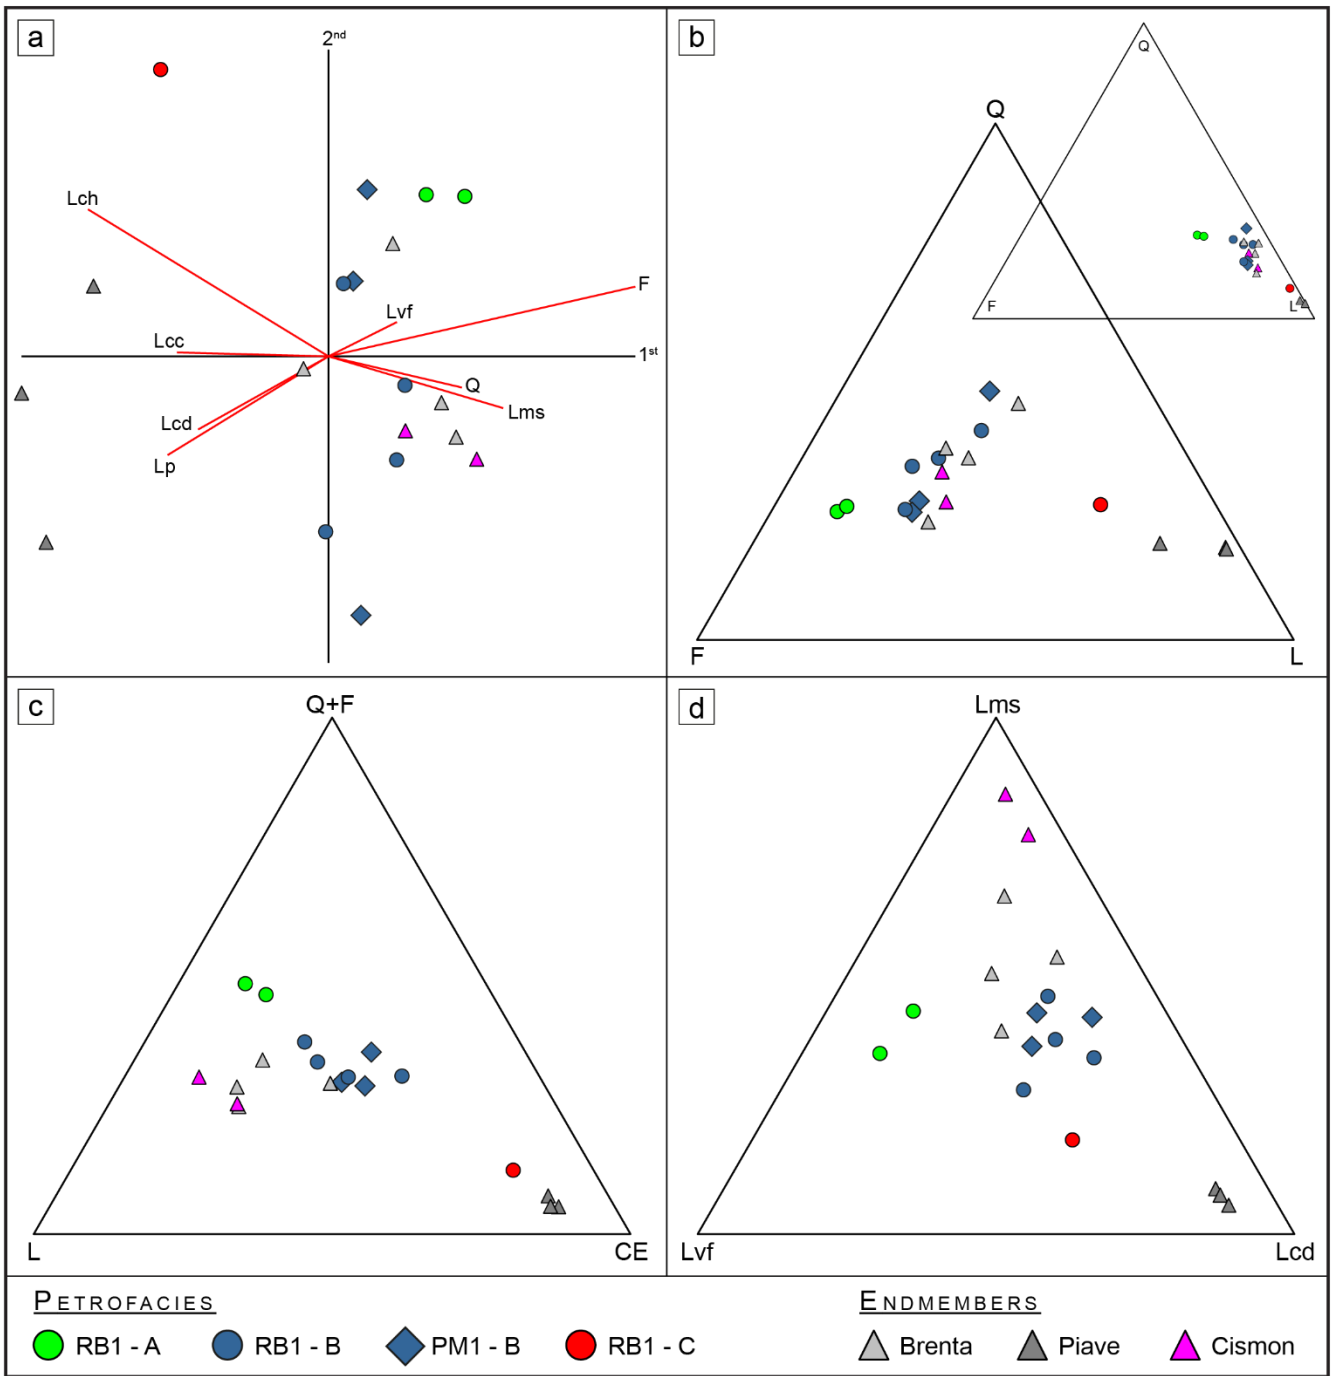 a
2nd
Lch
F
Lvf
Lcc
1st
Q
Lms
Lcd
Lp
b
Q
F
L
Q
F
L
c
Q+F
L
CE
d
Lms
Lvf
Lcd
PETROFACIES
RB1 - A
RB1 - B
PM1 - B
RB1 - C
ENDMEMBERS
Brenta
Piave
Cismon